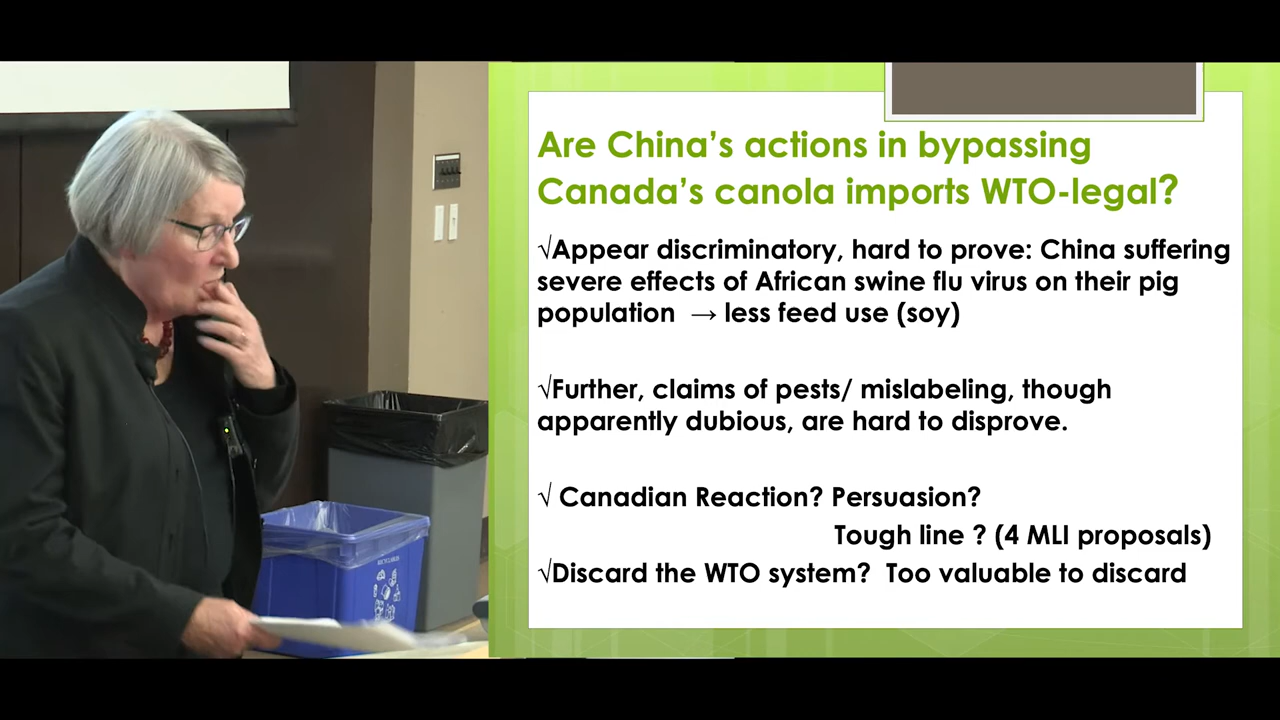 Are China's actions in bypassing
Canada's canola imports WTO-legal?
√Appear discriminatory, hard to prove: China suffering
severe effects of African swine flu virus on their pig
population → less feed use (soy)
√Further, claims of pests/ mislabeling, though
apparently dubious, are hard to disprove.
√ Canadian Reaction? Persuasion?
Tough line ? (4 MLI proposals)
√Discard the WTO system? Too valuable to discard
RECYCLABLES